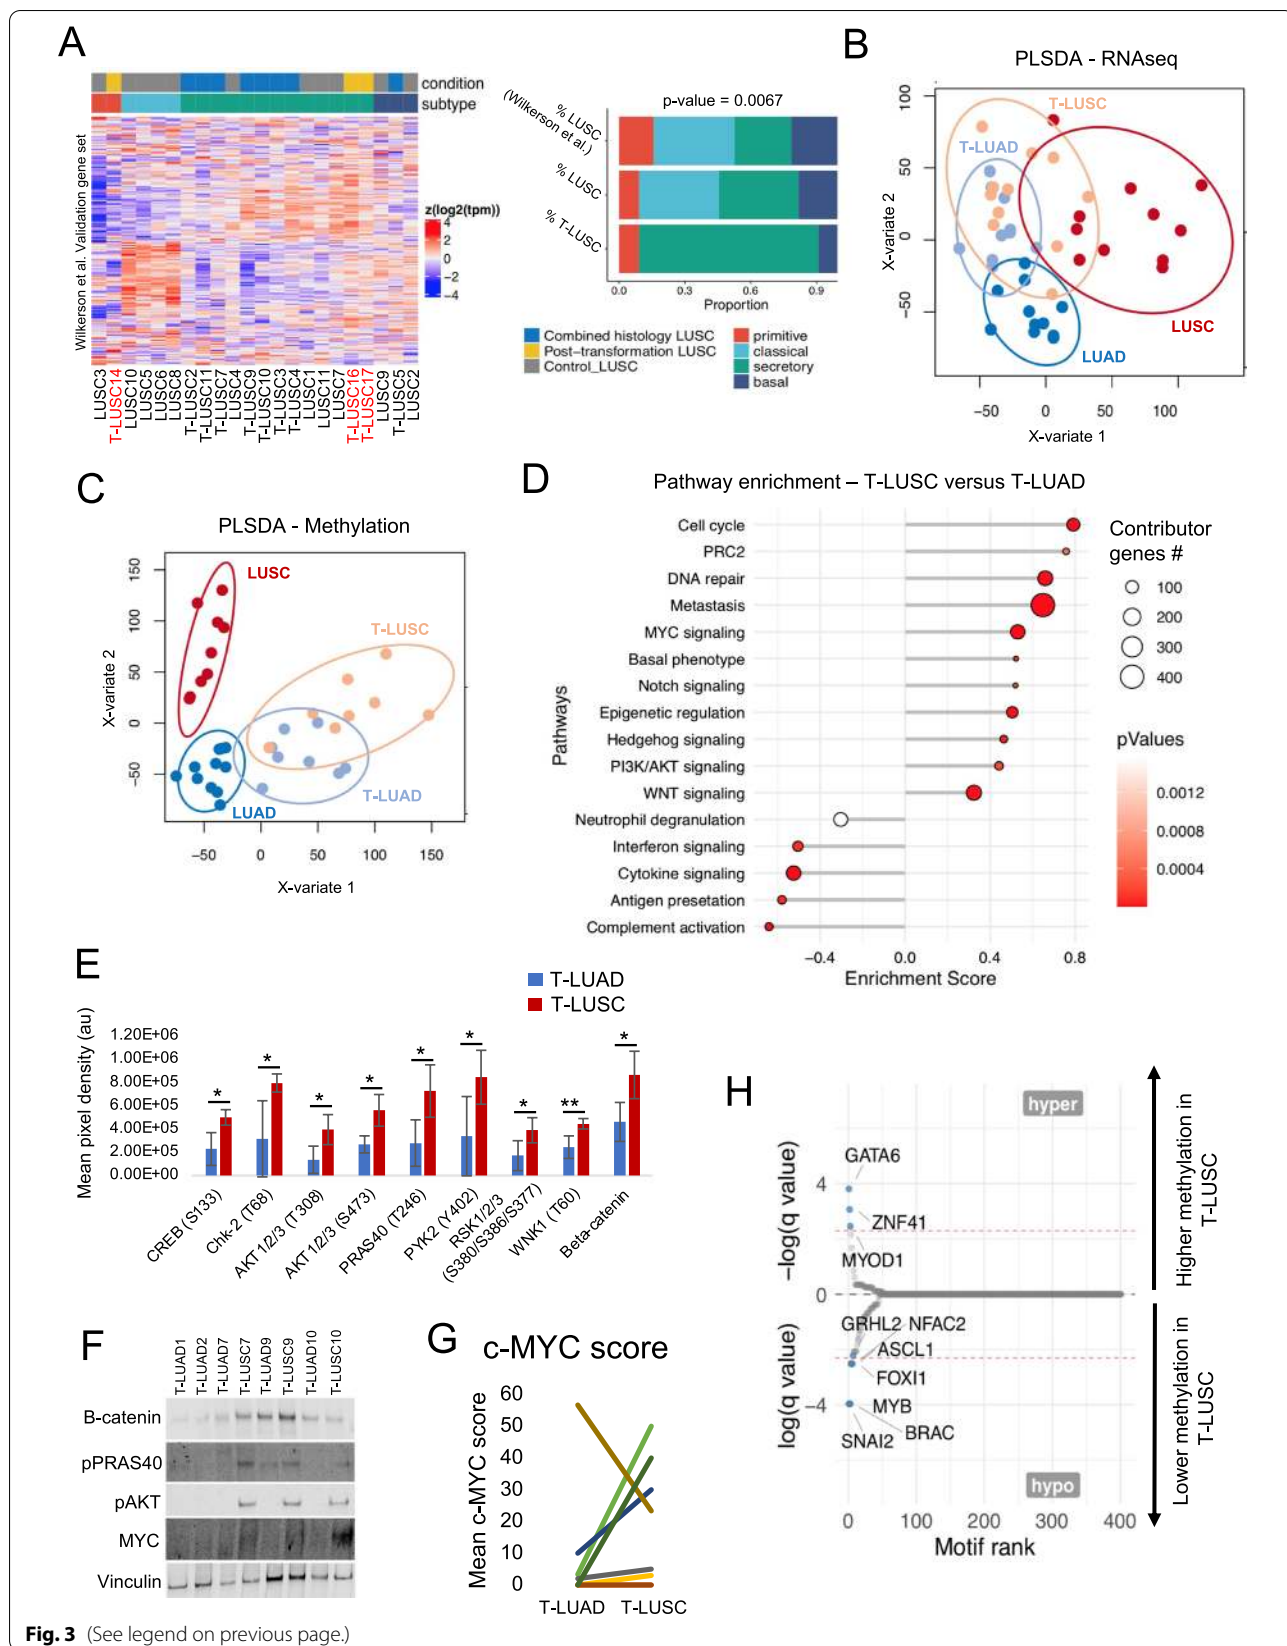 A
condition
subtype
Wilkerson et al. Validation gene set
z(log2(tpm))
4
2
0
−2
−4
LUSC3
T-LUSC14
LUSC10
LUSC5
LUSC6
LUSC8
T-LUSC2
T-LUSC11
T-LUSC7
LUSC4
T-LUSC9
T-LUSC10
T-LUSC3
T-LUSC4
LUSC1
LUSC11
LUSC7
T-LUSC16
T-LUSC17
LUSC9
T-LUSC5
LUSC2
p-value = 0.0067
% LUSC
(Wilkerson et al.)
% LUSC
% T-LUSC
0.0 0.3 0.6 0.9
Proportion
Combined histology LUSC
Post−transformation LUSC
Control_LUSC
primitive
classical
secretory
basal
B
PLSDA - RNAseq
T-LUSC
T-LUAD
LUSC
LUAD
X-variate 2
100
50
0
−50
−50 0 50 100
X-variate 1
C
PLSDA - Methylation
LUSC
T-LUSC
T-LUAD
LUAD
X-variate 2
150
100
50
0
−50
−50 0 50 100 150
X-variate 1
D
Pathway enrichment – T-LUSC versus T-LUAD
Pathways
Cell cycle
PRC2
DNA repair
Metastasis
MYC signaling
Basal phenotype
Notch signaling
Epigenetic regulation
Hedgehog signaling
PI3K/AKT signaling
WNT signaling
Neutrophil degranulation
Interferon signaling
Cytokine signaling
Antigen presetation
Complement activation
−0.4 0.0 0.4 0.8
Enrichment Score
Contributor
genes #
100
200
300
400
pValues
0.0012
0.0008
0.0004
E
T-LUAD
T-LUSC
Mean pixel density (au)
1.20E+06
1.00E+06
8.00E+05
6.00E+05
4.00E+05
2.00E+05
0.00E+00
* * * * * * * ** *
CREB (S133)
Chk-2 (T68)
AKT1/2/3 (T308)
AKT1/2/3 (S473)
PRAS40 (T246)
PYK2 (Y402)
RSK1/2/3
(S380/S386/S377)
WNK1 (T60)
Beta-catenin
F
T-LUAD1
T-LUAD2
T-LUAD7
T-LUSC7
T-LUAD9
T-LUSC9
T-LUAD10
T-LUSC10
B-catenin
pPRAS40
pAKT
MYC
Vinculin
G
c-MYC score
Mean c-MYC score
60
50
40
30
20
10
0
T-LUAD T-LUSC
H
hyper
GATA6
ZNF41
MYOD1
GRHL2 NFAC2
ASCL1
FOXI1
MYB
BRAC
SNAI2
hypo
−log(q value)
log(q value)
4
0
−4
0 100 200 300 400
Motif rank
Higher methylation in
T-LUSC
Lower methylation in
T-LUSC
Fig. 3 (See legend on previous page.)